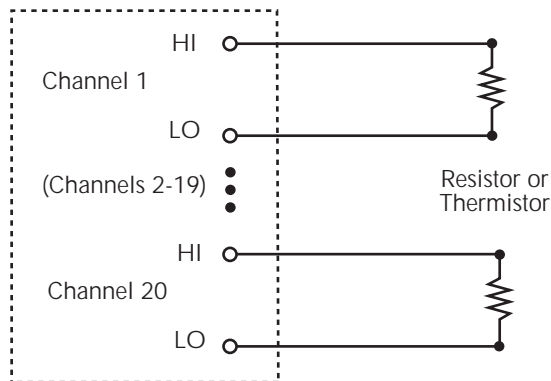 HI
Channel 1
LO
(Channels 2-19)
Resistor or
Thermistor
HI
Channel 20
LO